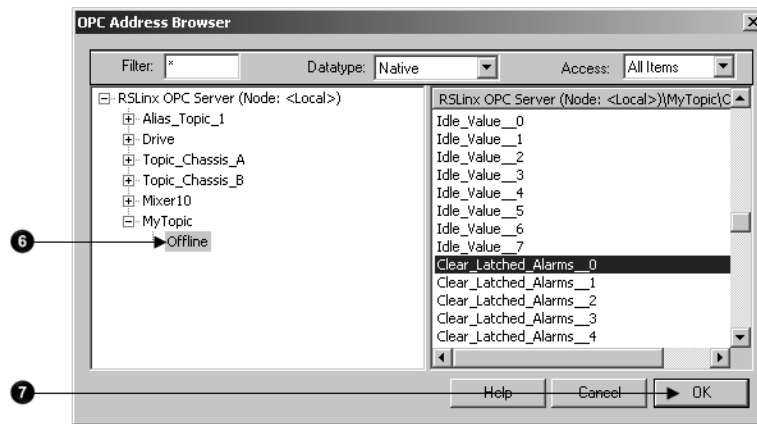 OPC Address Browser
Filter: * Datatype: Native Access: All Items
RSLinx OPC Server (Node: <Local>)
Alias_Topic_1
Drive
Topic_Chassis_A
Topic_Chassis_B
Mixer10
MyTopic
Offline
RSLinx OPC Server (Node: <Local>)\MyTopic\O
Idle_Value__0
Idle_Value__1
Idle_Value__2
Idle_Value__3
Idle_Value__4
Idle_Value__5
Idle_Value__6
Idle_Value__7
Clear_Latched_Alarms__0
Clear_Latched_Alarms__1
Clear_Latched_Alarms__2
Clear_Latched_Alarms__3
Clear_Latched_Alarms__4
6
7
Help Cancel OK